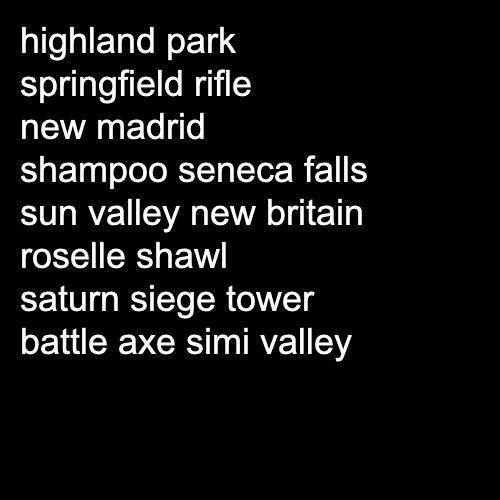 highland park
springfield rifle
new madrid
shampoo seneca falls
sun valley new britain
roselle shawl
saturn siege tower
battle axe simi valley